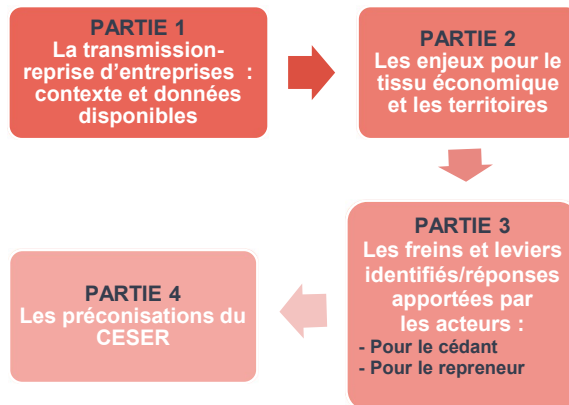 PARTIE 1
La transmission-
reprise d'entreprises :
contexte et données
disponibles
PARTIE 2
Les enjeux pour le
tissu économique
et les territoires
PARTIE 3
Les freins et leviers
identifiés/réponses
apportées par
les acteurs :
- Pour le cédant
- Pour le repreneur
PARTIE 4
Les préconisations du
CESER